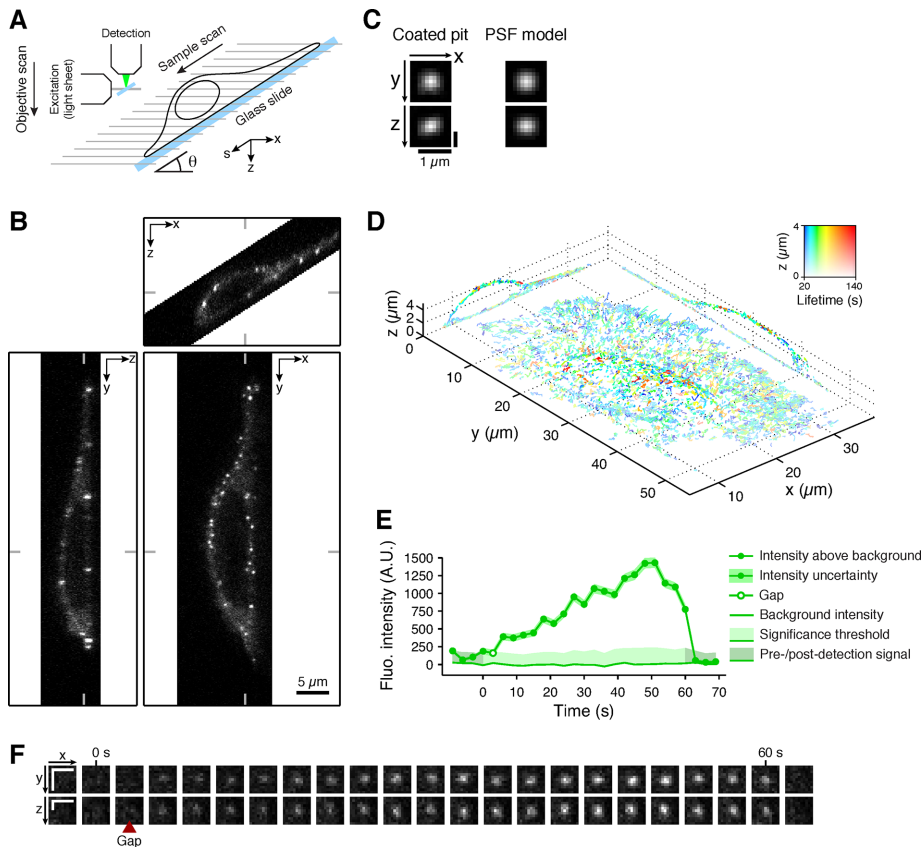 A
Detection
Sample scan
Objective scan
Excitation
(light sheet)
Glass slide
x
s
z
θ
C
Coated pit
PSF model
x
y
z
1 µm
B
x
z
z
y
x
y
5 µm
D
4
z (µm)
0
20
140
Lifetime (s)
z (µm)
4
2
0
0
10
20
30
40
50
y (µm)
10
20
30
x (µm)
E
Fluo. intensity (A.U.)
1500
1250
1000
750
500
250
0
0
10
20
30
40
50
60
70
Time (s)
Intensity above background
Intensity uncertainty
Gap
Background intensity
Significance threshold
Pre-/post-detection signal
F
x
0 s
60 s
y
z
Gap